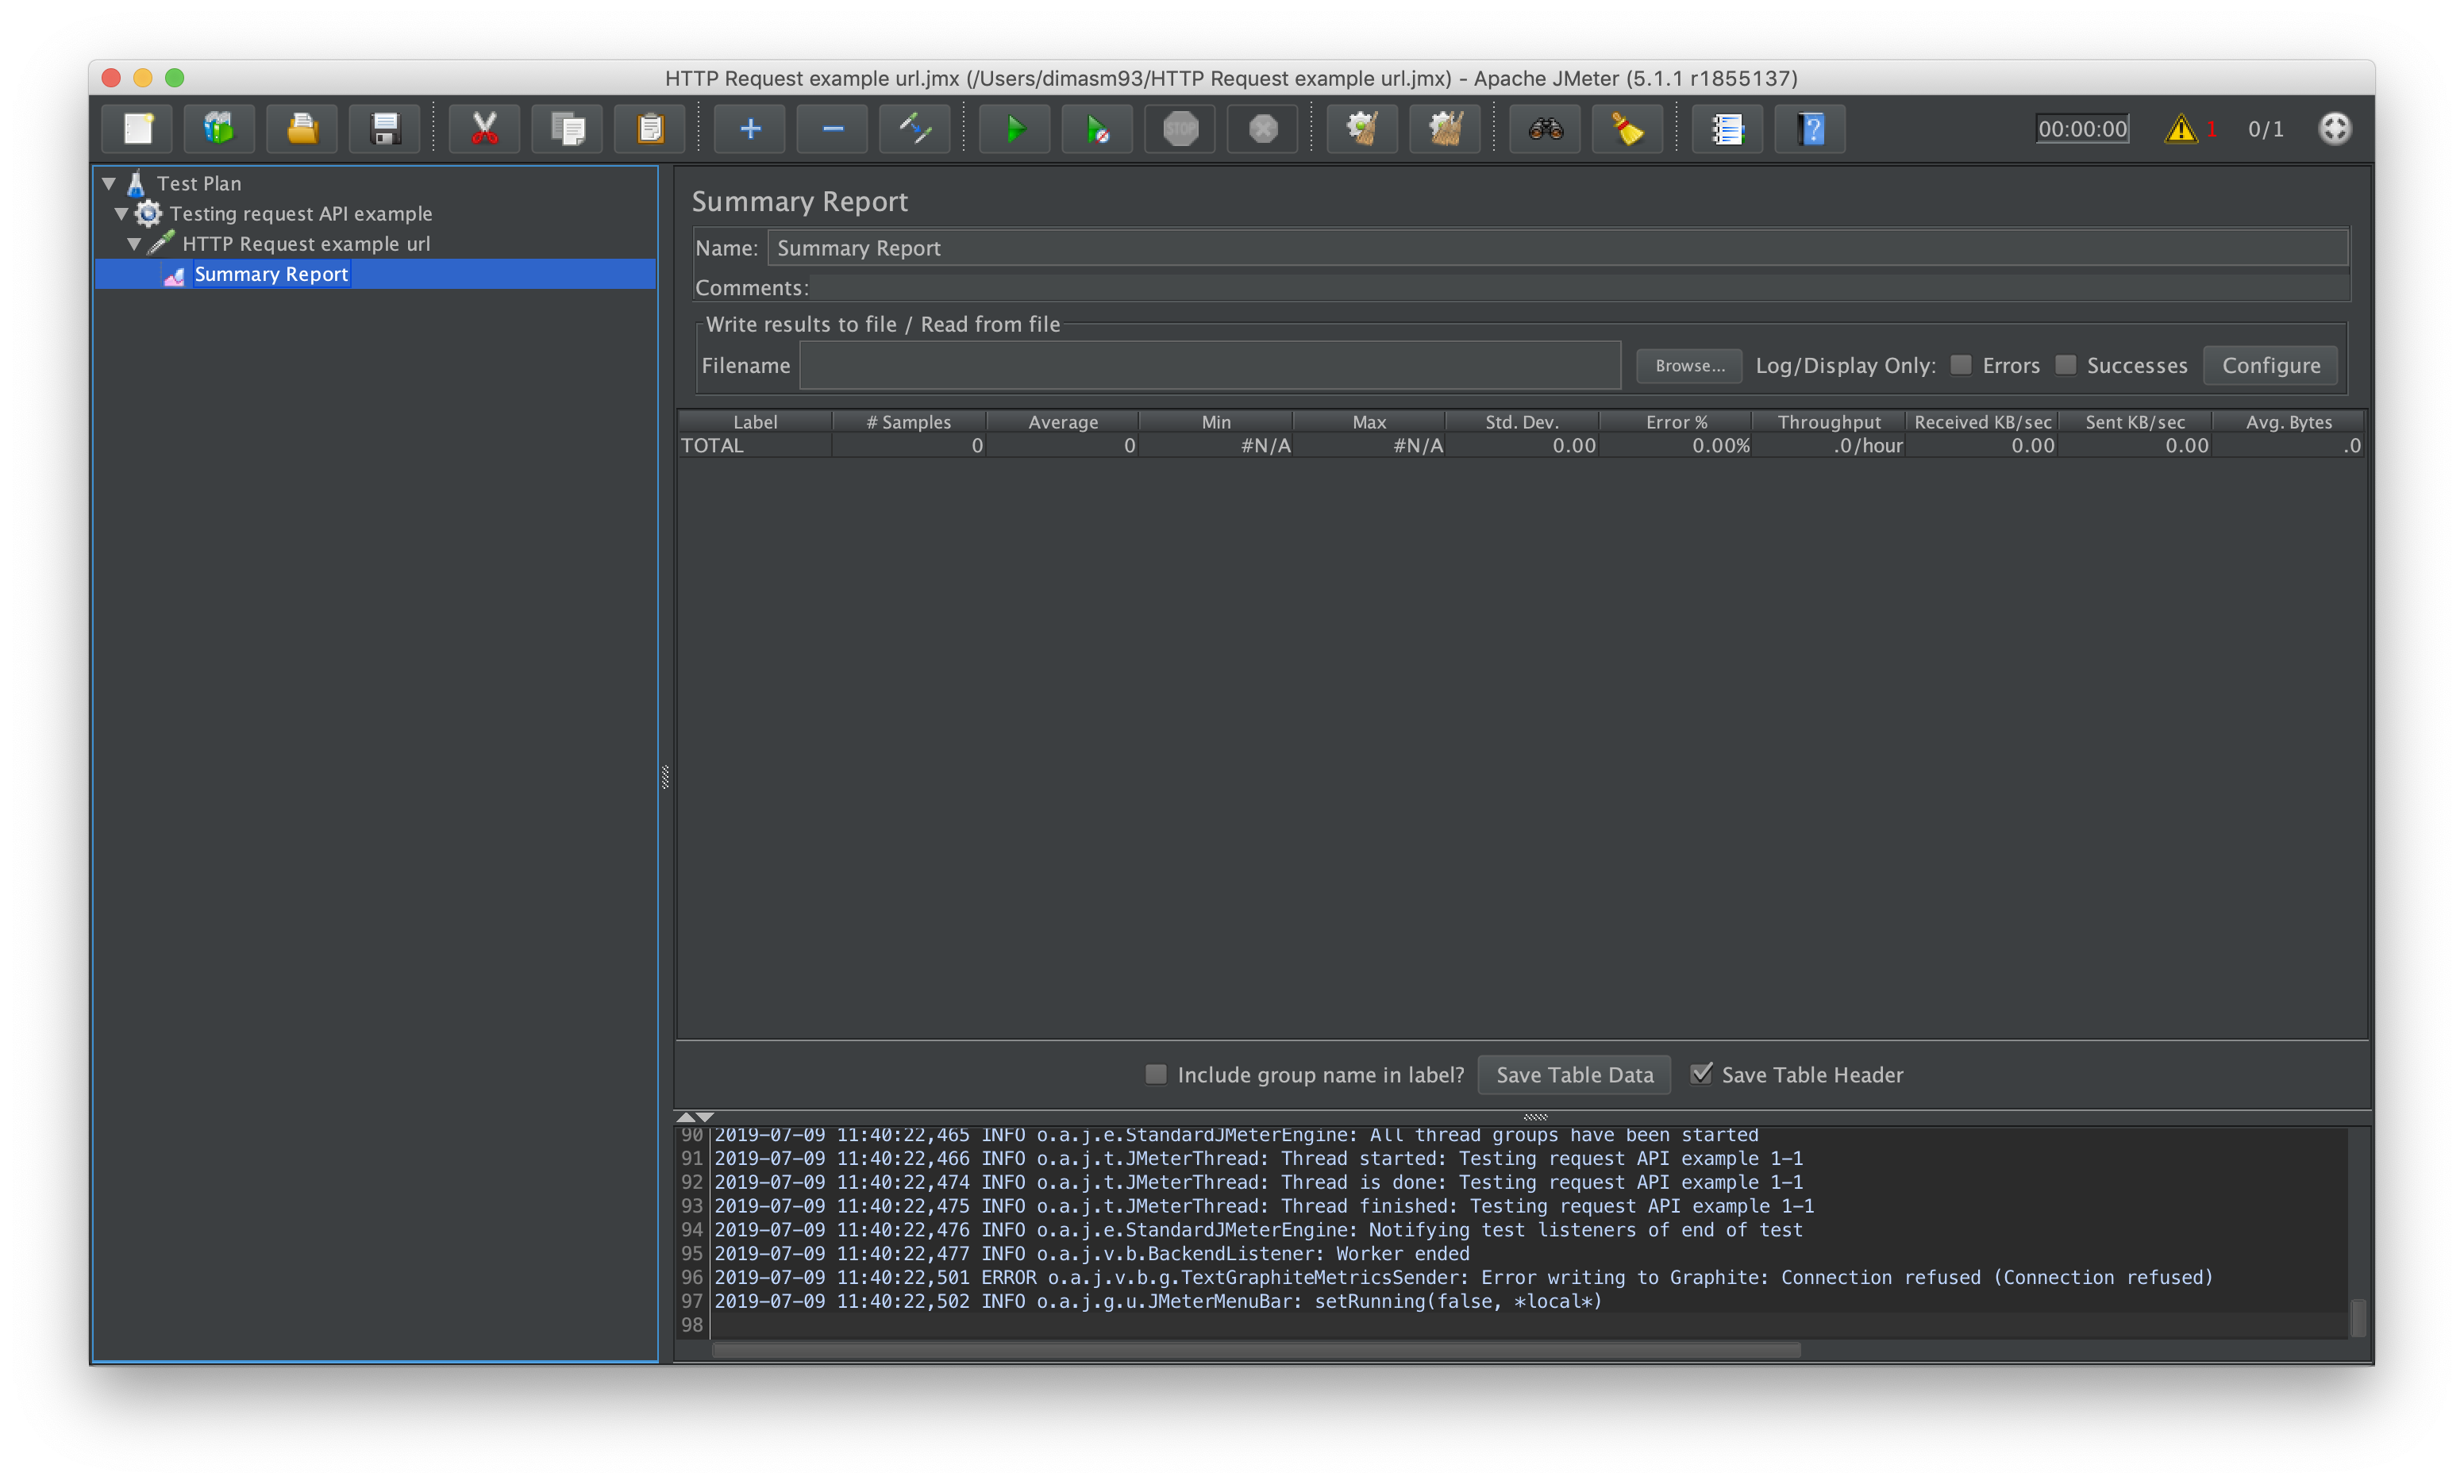 HTTP Request example url.jmx (/Users/dimasm93/HTTP Request example url.jmx) - Apache JMeter (5.1.1 r1855137)
STOP
00:00:00 1 0/1
Test Plan
Testing request API example
HTTP Request example url
Summary Report
Summary Report
Name: Summary Report
Comments:
Write results to file / Read from file
Filename Browse... Log/Display Only: Errors Successes Configure
Label # Samples Average Min Max Std. Dev. Error % Throughput Received KB/sec Sent KB/sec Avg. Bytes
TOTAL 0 0 #N/A #N/A 0.00 0.00% .0/hour 0.00 0.00 .0
Include group name in label? Save Table Data Save Table Header
90 2019-07-09 11:40:22,465 INFO o.a.j.e.StandardJMeterEngine: All thread groups have been started
91 2019-07-09 11:40:22,466 INFO o.a.j.t.JMeterThread: Thread started: Testing request API example 1-1
92 2019-07-09 11:40:22,474 INFO o.a.j.t.JMeterThread: Thread is done: Testing request API example 1-1
93 2019-07-09 11:40:22,475 INFO o.a.j.t.JMeterThread: Thread finished: Testing request API example 1-1
94 2019-07-09 11:40:22,476 INFO o.a.j.e.StandardJMeterEngine: Notifying test listeners of end of test
95 2019-07-09 11:40:22,477 INFO o.a.j.v.b.BackendListener: Worker ended
96 2019-07-09 11:40:22,501 ERROR o.a.j.v.b.g.TextGraphiteMetricsSender: Error writing to Graphite: Connection refused (Connection refused)
97 2019-07-09 11:40:22,502 INFO o.a.j.g.u.JMeterMenuBar: setRunning(false, *local*)
98